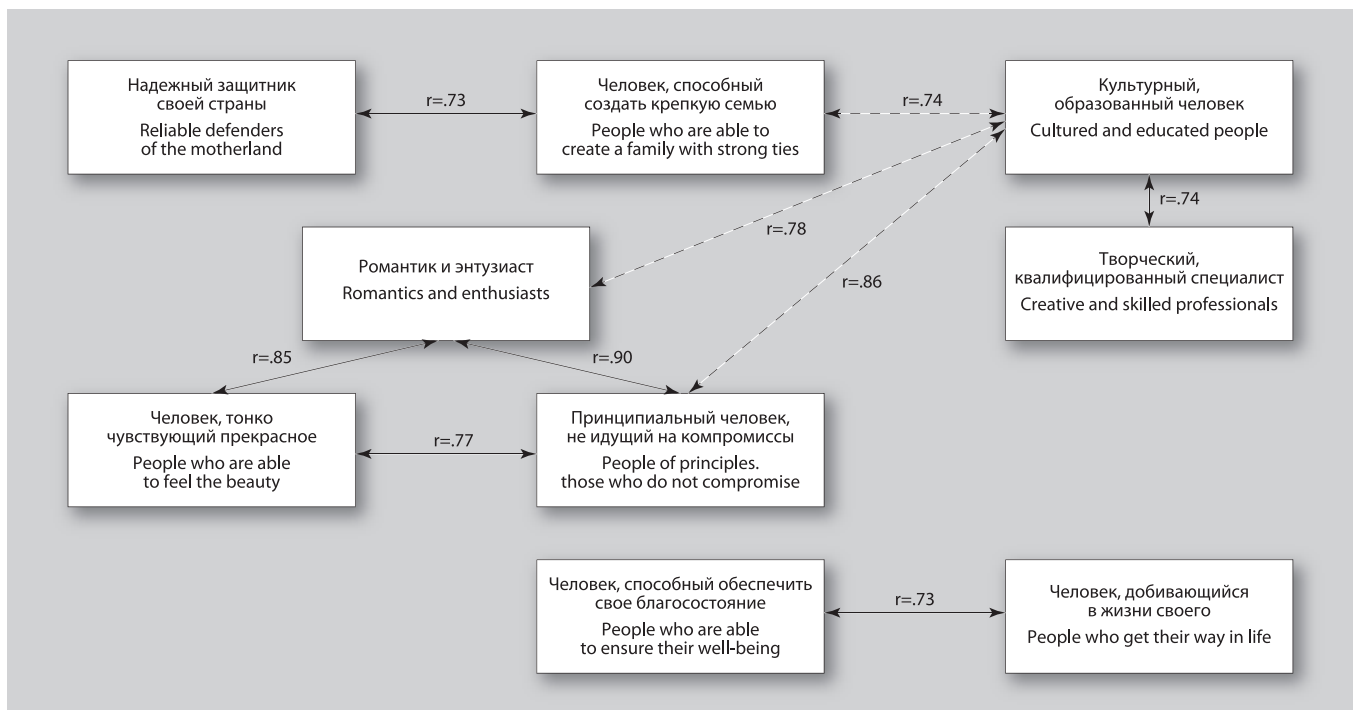 Надежный защитник
своей страны
Reliable defenders
of the motherland
r=.73
Человек, способный
создать крепкую семью
People who are able to
create a family with strong ties
r=.74
Культурный,
образованный человек
Cultured and educated people
r=.74
Творческий,
квалифицированный специалист
Creative and skilled professionals
r=.78
r=.86
Романтик и энтузиаст
Romantics and enthusiasts
r=.85
r=.90
Человек, тонко
чувствующий прекрасное
People who are able
to feel the beauty
r=.77
Принципиальный человек,
не идущий на компромиссы
People of principles.
those who do not compromise
Человек, способный обеспечить
свое благосостояние
People who are able
to ensure their well-being
r=.73
Человек, добивающийся
в жизни своего
People who get their way in life